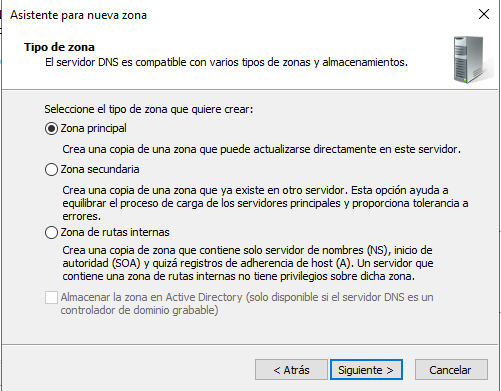 Asistente para nueva zona
Tipo de zona
El servidor DNS es compatible con varios tipos de zonas y almacenamientos.
Seleccione el tipo de zona que quiere crear:
Zona principal
Crea una copia de una zona que puede actualizarse directamente en este servidor.
Zona secundaria
Crea una copia de una zona que ya existe en otro servidor. Esta opción ayuda a
equilibrar el proceso de carga de los servidores principales y proporciona tolerancia a
errores.
Zona de rutas internas
Crea una copia de zona que contiene solo servidor de nombres (NS), inicio de
autoridad (SOA) y quizá registros de adherencia de host (A). Un servidor que
contiene una zona de rutas internas no tiene privilegios sobre dicha zona.
Almacenar la zona en Active Directory (solo disponible si el servidor DNS es un
controlador de dominio grabable)
< Atrás
Siguiente >
Cancelar